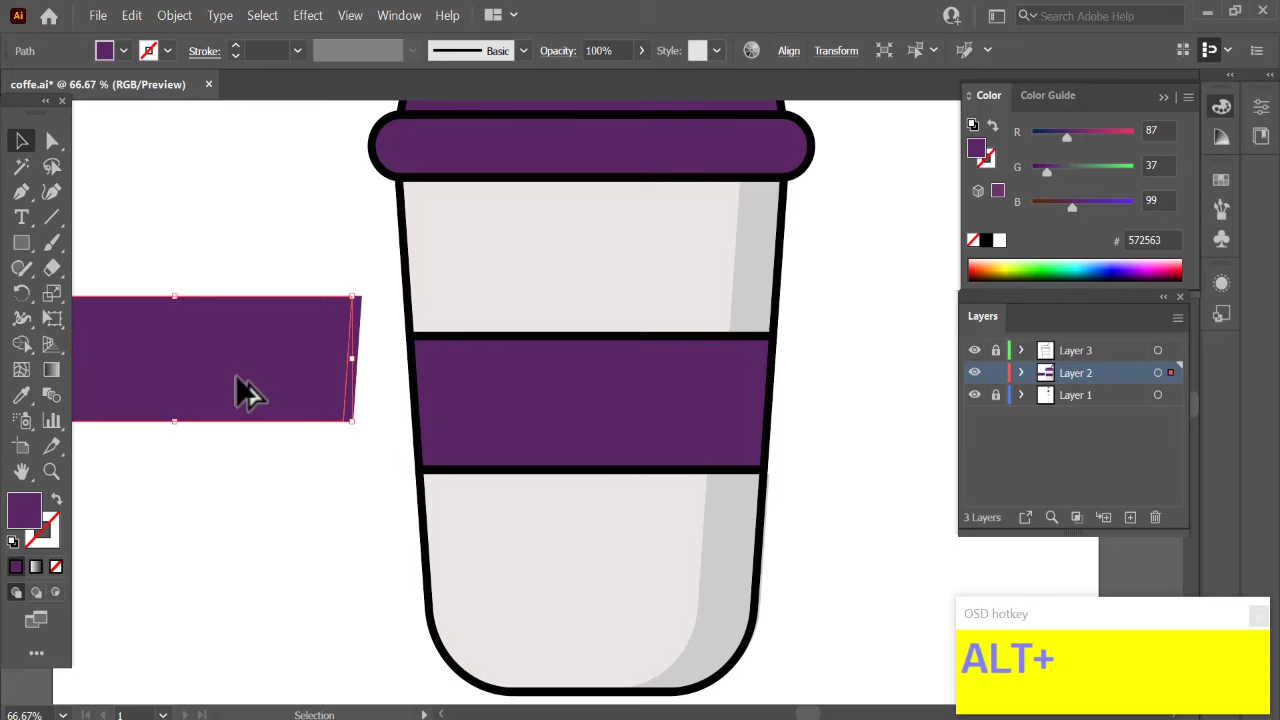 Ai File Edit Object Type Select Effect View Window Help Search Adobe Help
Path Stroke: Basic Opacity: 100% Style: Align Transform
coffe.ai* @ 66.67 % (RGB/Preview)
Color Color Guide
R 87
G 37
B 99
# 572563
Layers
Layer 3
Layer 2
Layer 1
3 Layers
OSD hotkey
ALT+
66.67% 1 Selection